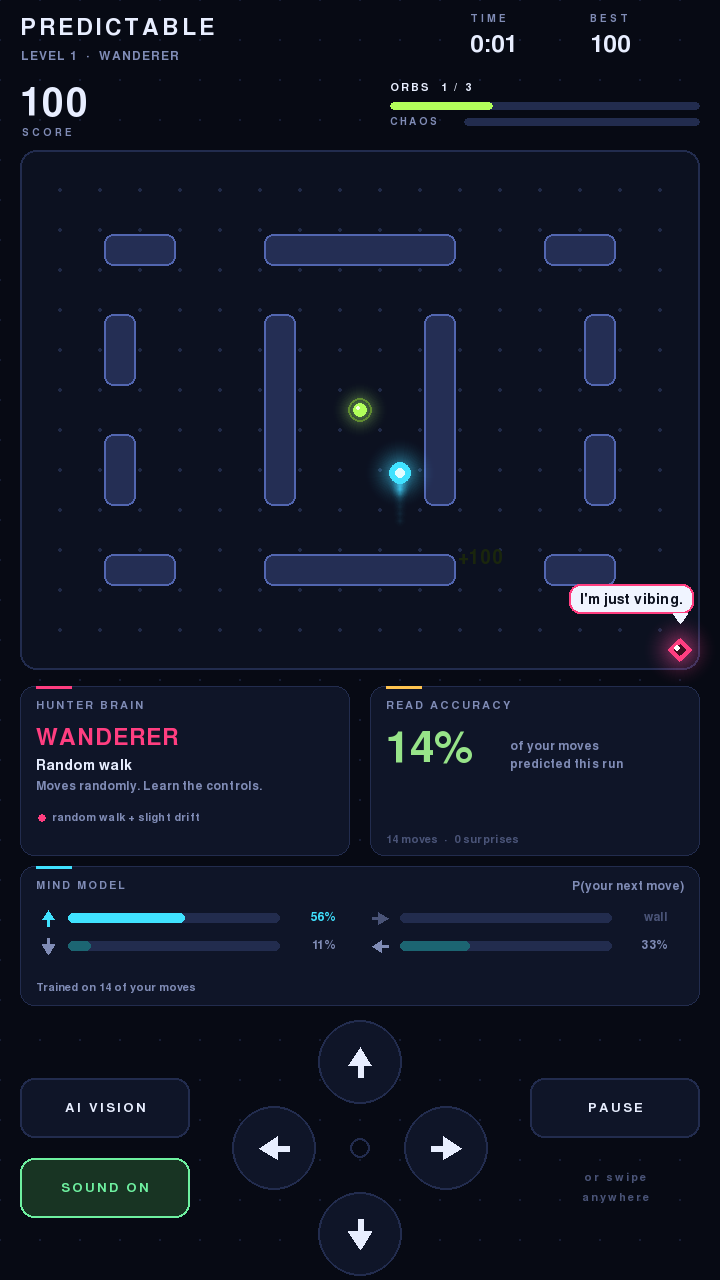 PREDICTABLE
LEVEL 1 · WANDERER
TIME
0:01
BEST
100
100
SCORE
ORBS 1 / 3
CHAOS
+100
I'm just vibing.
HUNTER BRAIN
WANDERER
Random walk
Moves randomly. Learn the controls.
random walk + slight drift
READ ACCURACY
14%
of your moves
predicted this run
14 moves · 0 surprises
MIND MODEL
P(your next move)
56%
wall
11%
33%
Trained on 14 of your moves
AI VISION
SOUND ON
PAUSE
or swipe
anywhere